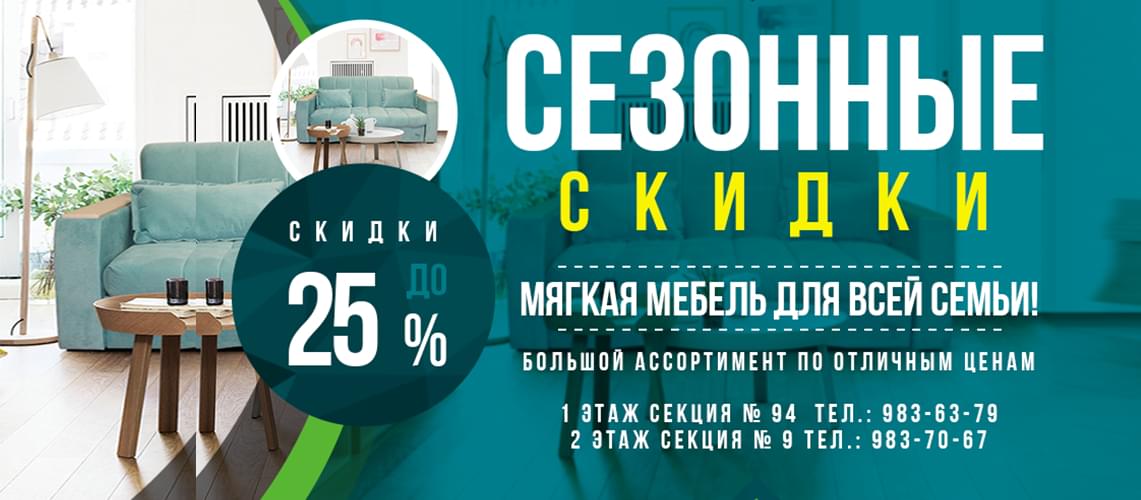 СЕЗОННЫЕ
СКИДКИ
СКИДКИ
ДО
25 %
МЯГКАЯ МЕБЕЛЬ ДЛЯ ВСЕЙ СЕМЬИ!
БОЛЬШОЙ АССОРТИМЕНТ ПО ОТЛИЧНЫМ ЦЕНАМ
1 ЭТАЖ СЕКЦИЯ № 94 ТЕЛ.: 983-63-79
2 ЭТАЖ СЕКЦИЯ № 9 ТЕЛ.: 983-70-67